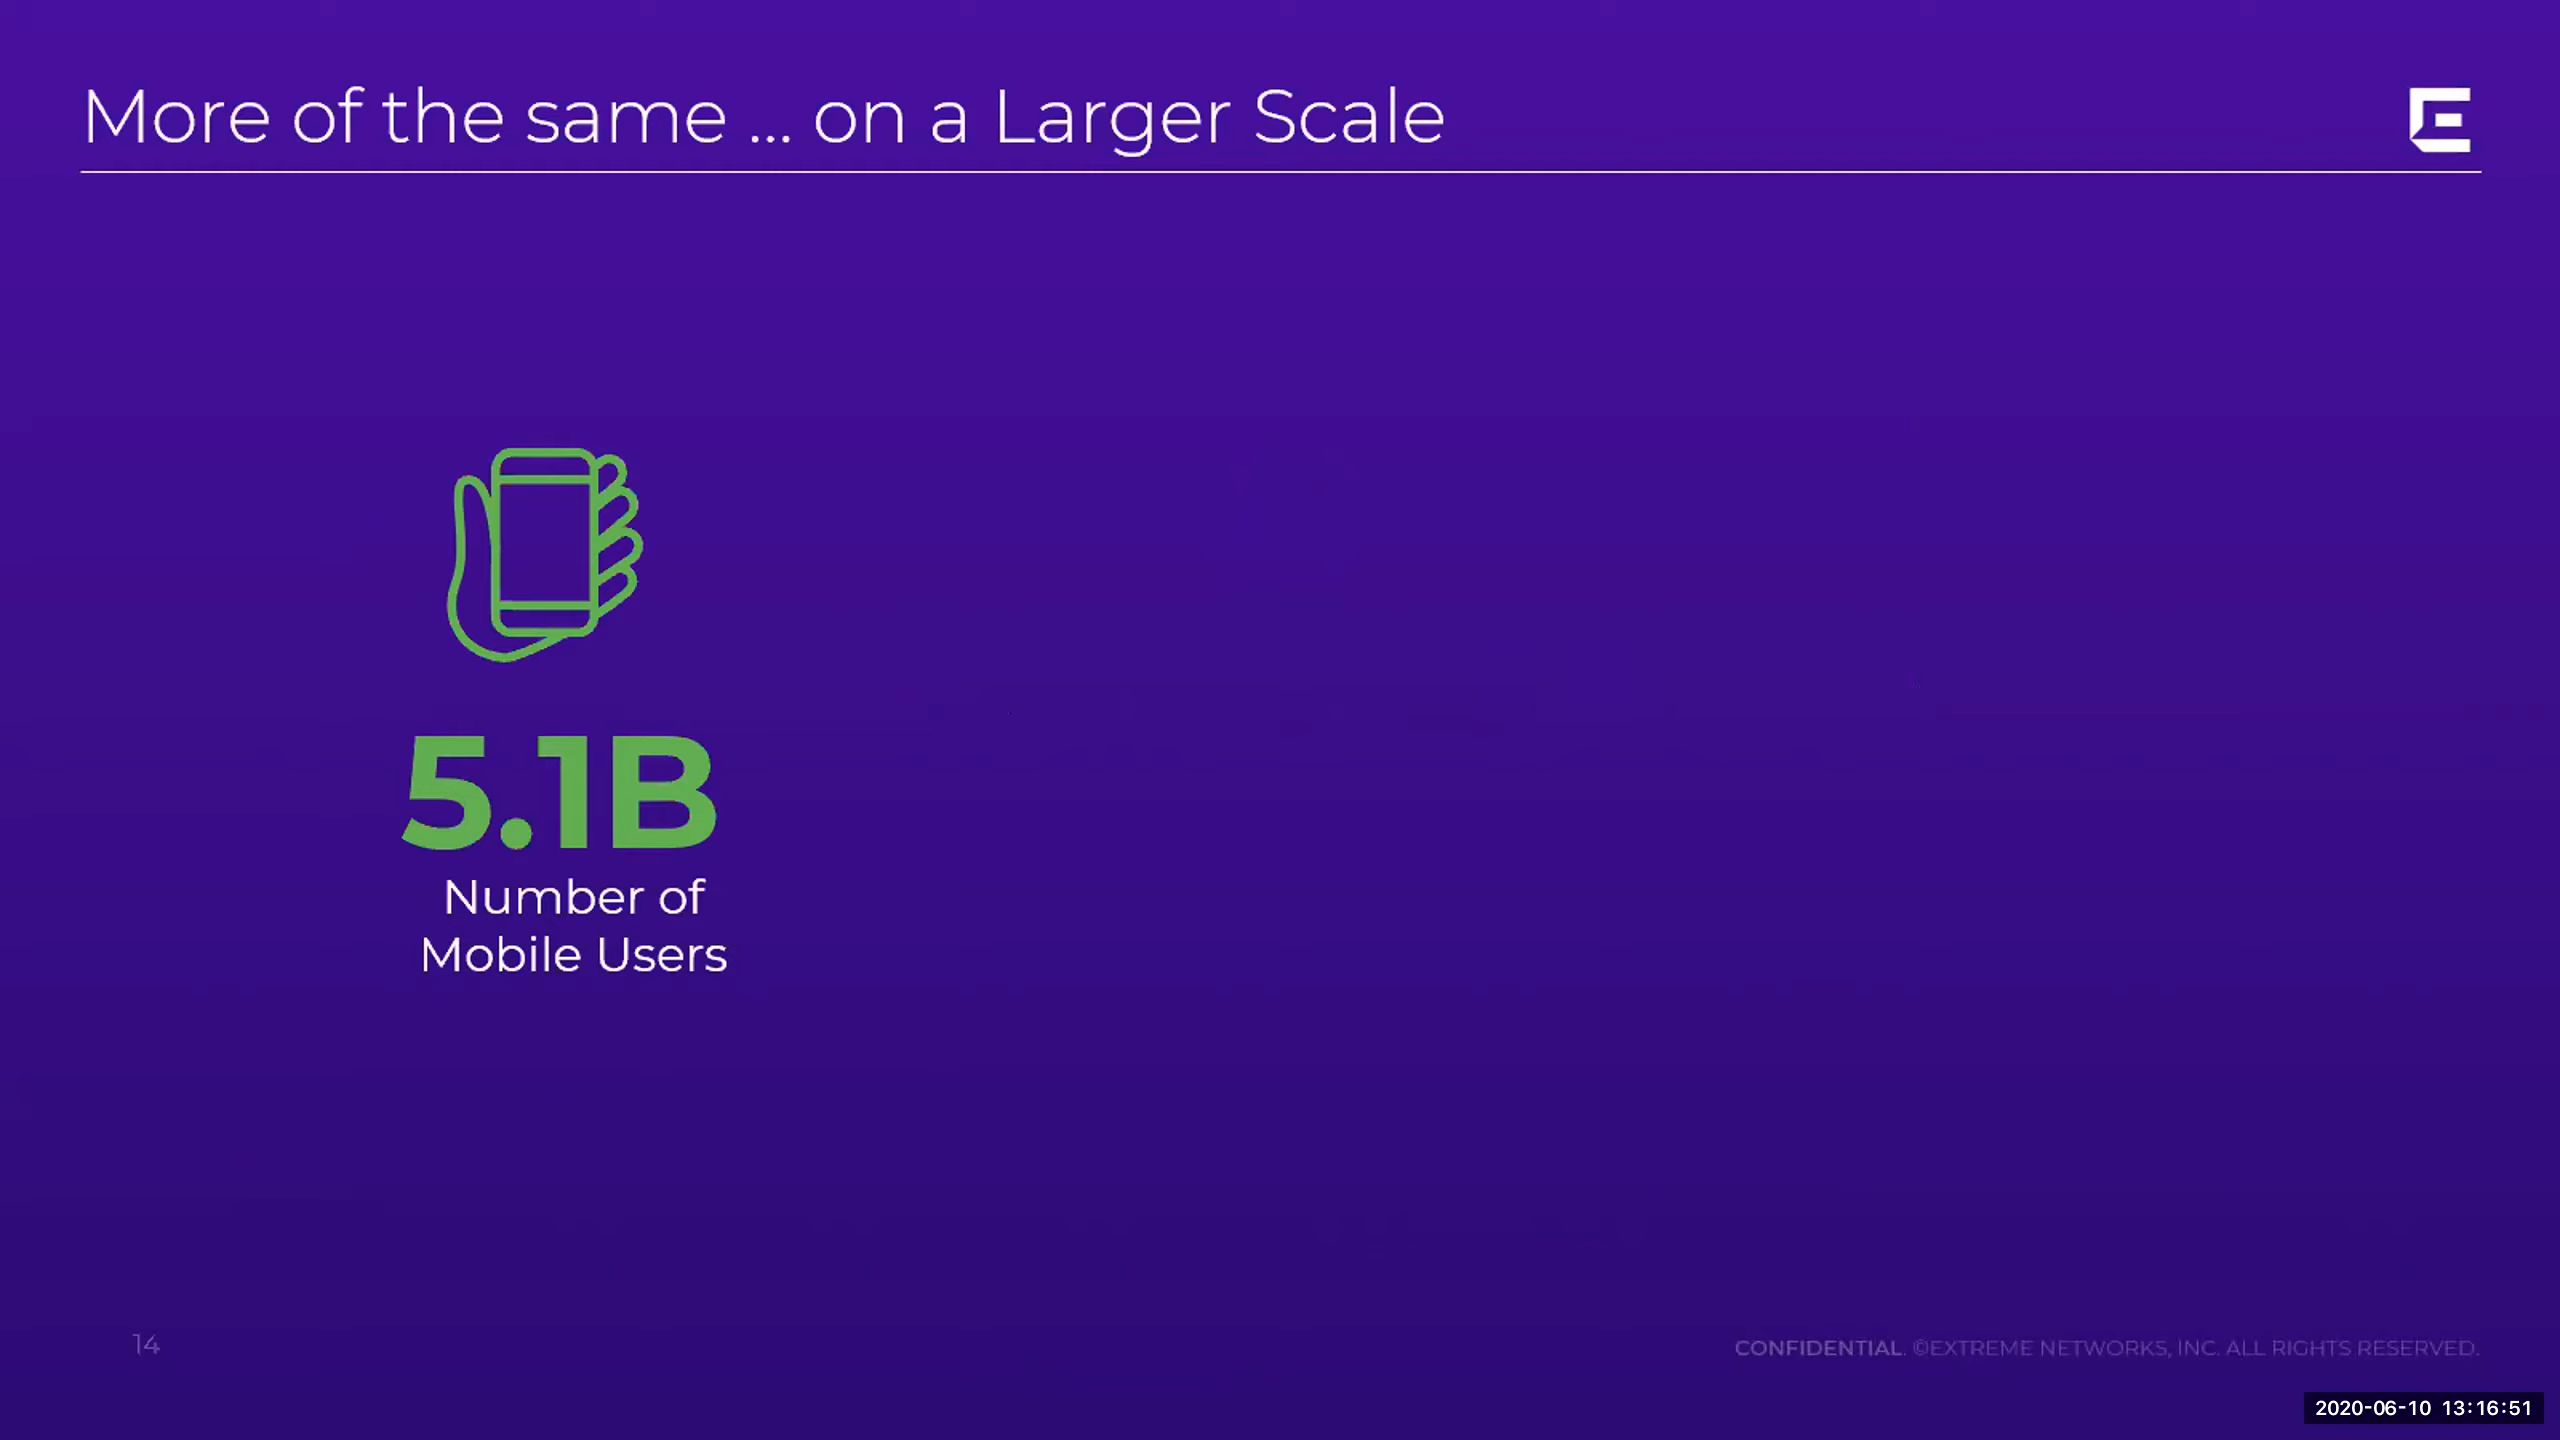 More of the same ... on a Larger Scale
5.1B
Number of
Mobile Users
14
CONFIDENTIAL. ©EXTREME NETWORKS, INC. ALL RIGHTS RESERVED.
2020-06-10 13:16:51